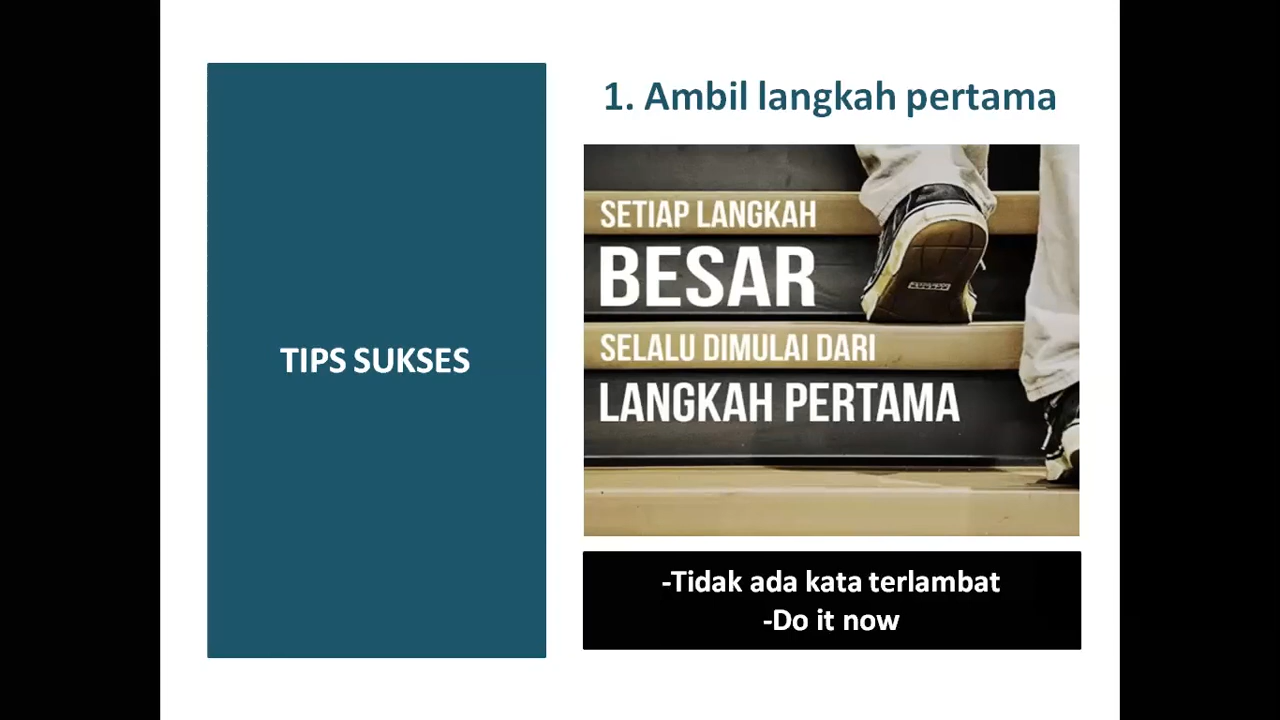 TIPS SUKSES
1. Ambil langkah pertama
SETIAP LANGKAH
BESAR
SELALU DIMULAI DARI
LANGKAH PERTAMA
-Tidak ada kata terlambat
-Do it now